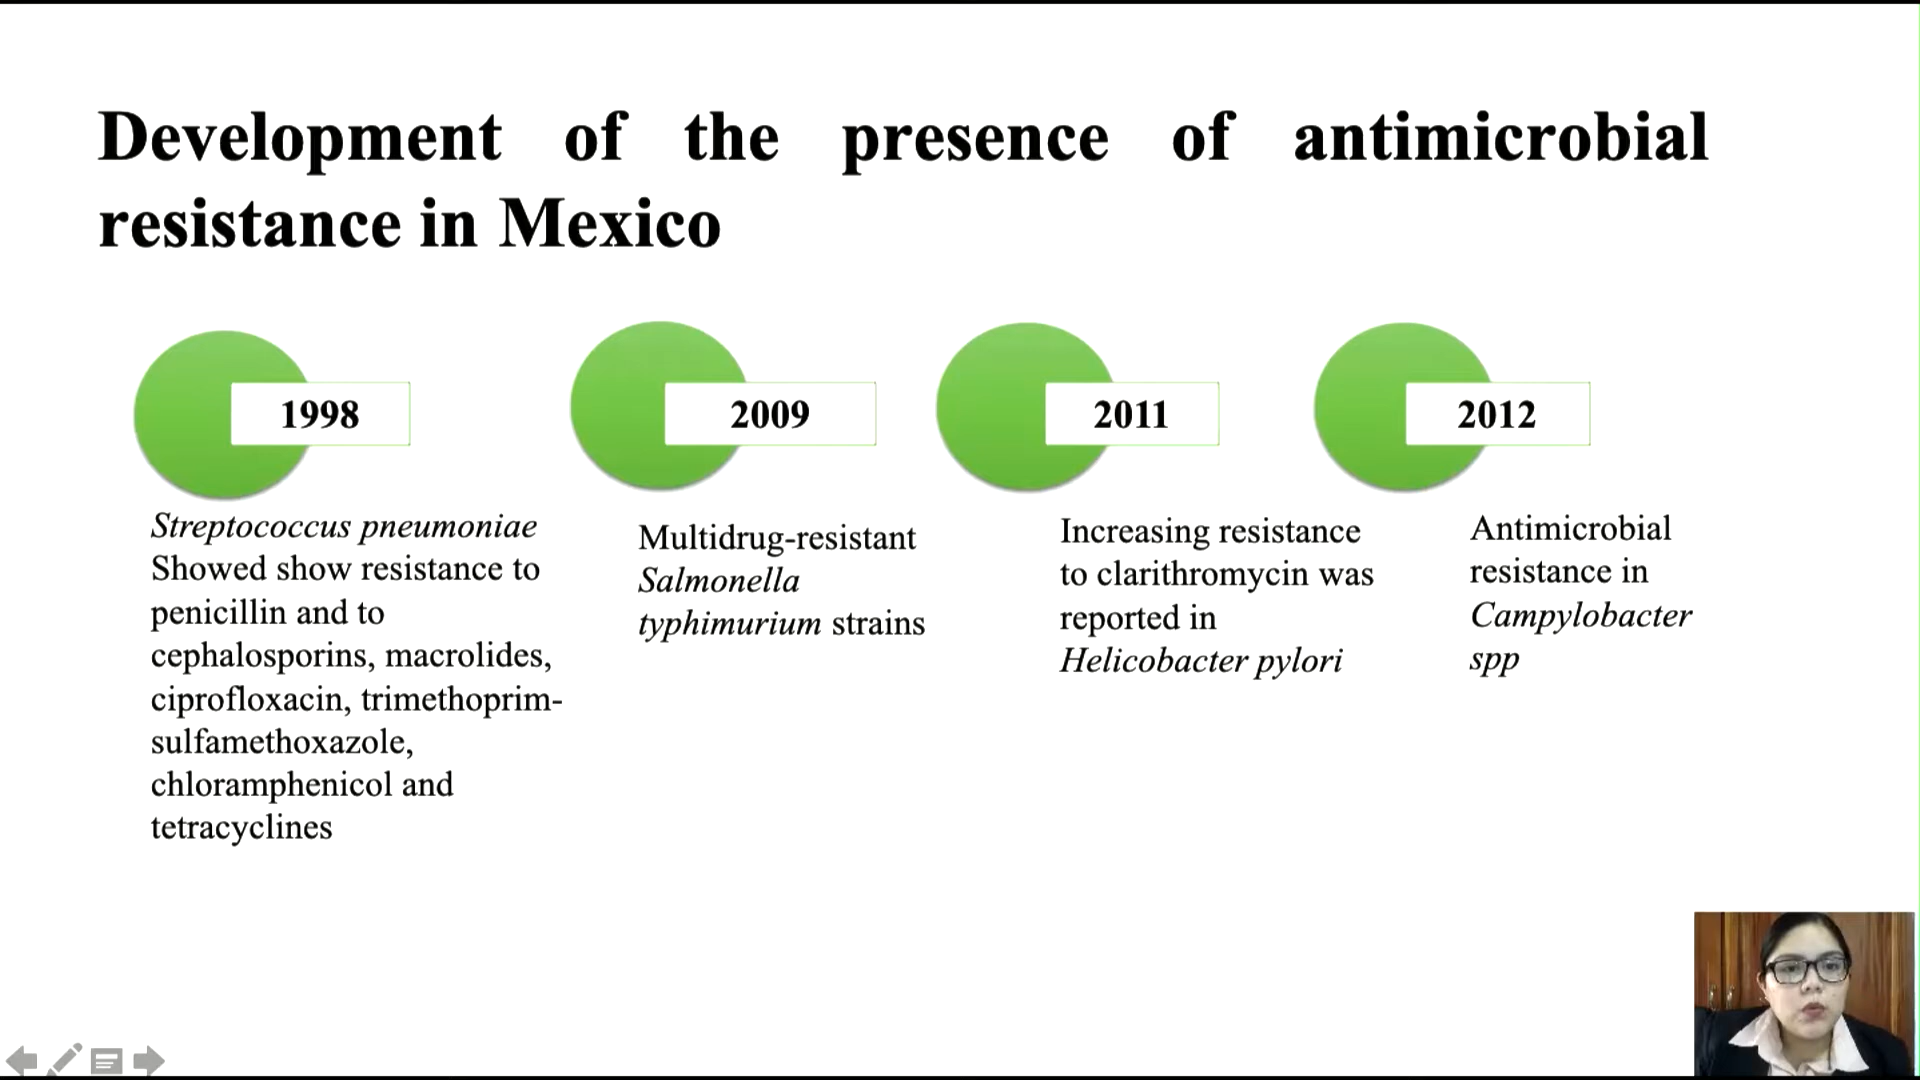 Development of the presence of antimicrobial
resistance in Mexico
1998
Streptococcus pneumoniae
Showed show resistance to
penicillin and to
cephalosporins, macrolides,
ciprofloxacin, trimethoprim-
sulfamethoxazole,
chloramphenicol and
tetracyclines
2009
Multidrug-resistant
Salmonella
typhimurium strains
2011
Increasing resistance
to clarithromycin was
reported in
Helicobacter pylori
2012
Antimicrobial
resistance in
Campylobacter
spp